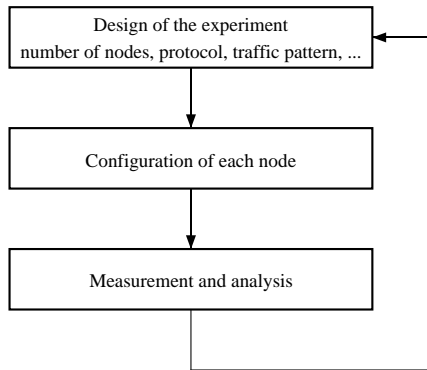 Design of the experiment
number of nodes, protocol, traffic pattern, ...
Configuration of each node
Measurement and analysis